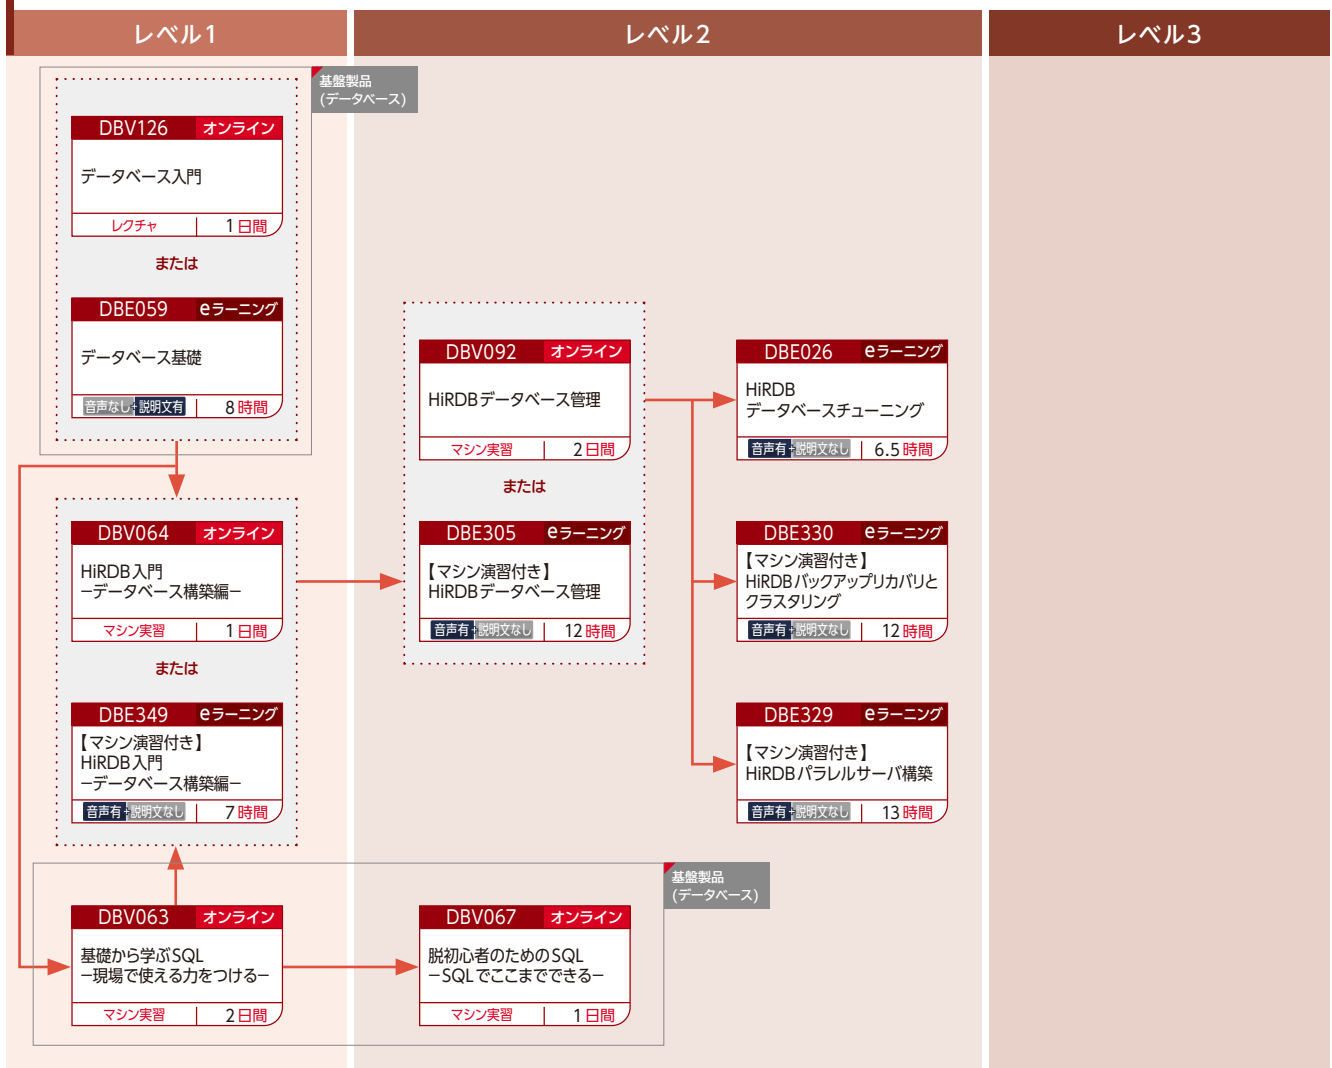 レベル1
レベル2
レベル3
基盤製品
(データベース)
DBV126 オンライン
データベース入門
レクチャ 1日間
または
DBE059 eラーニング
データベース基礎
音声なし+説明文有 8時間
DBV064 オンライン
HiRDB入門
−データベース構築編−
マシン実習 1日間
または
DBE349 eラーニング
【マシン演習付き】
HiRDB入門
−データベース構築編−
音声有+説明文なし 7時間
DBV092 オンライン
HiRDBデータベース管理
マシン実習 2日間
または
DBE305 eラーニング
【マシン演習付き】
HiRDBデータベース管理
音声有+説明文なし 12時間
DBE026 eラーニング
HiRDB
データベースチューニング
音声有+説明文なし 6.5時間
DBE330 eラーニング
【マシン演習付き】
HiRDBバックアップリカバリと
クラスタリング
音声有+説明文なし 12時間
DBE329 eラーニング
【マシン演習付き】
HiRDBパラレルサーバ構築
音声有+説明文なし 13時間
基盤製品
(データベース)
DBV063 オンライン
基礎から学ぶSQL
−現場で使える力をつける−
マシン実習 2日間
DBV067 オンライン
脱初心者のためのSQL
−SQLでここまでできる−
マシン実習 1日間